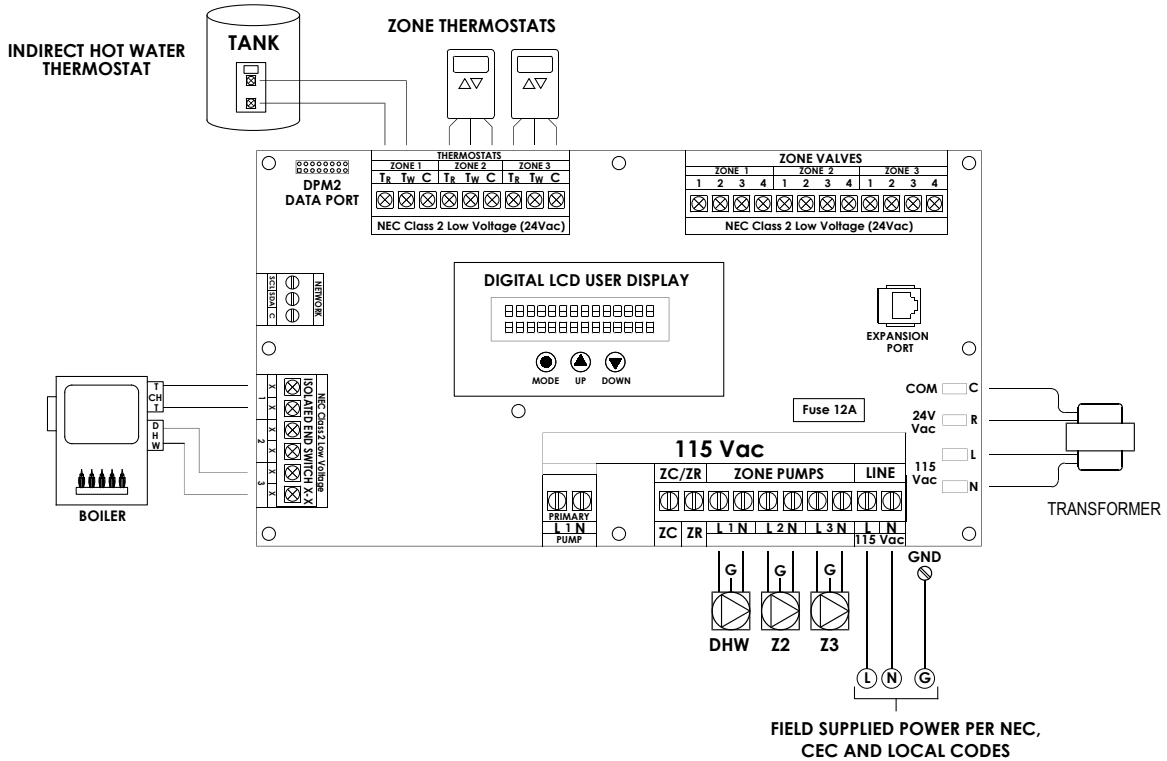 INDIRECT HOT WATER
THERMOSTAT
TANK
ZONE THERMOSTATS
DPM2
DATA PORT
THERMOSTATS
ZONE 1 ZONE 2 ZONE 3
TR TW C TR TW C TR TW C
NEC Class 2 Low Voltage (24Vac)
ZONE VALVES
ZONE 1 ZONE 2 ZONE 3
1 2 3 4 1 2 3 4 1 2 3 4
NEC Class 2 Low Voltage (24Vac)
NETWORK
SCL SDA C
DIGITAL LCD USER DISPLAY
MODE UP DOWN
EXPANSION
PORT
T
CH
T
D
H
W
BOILER
1 2 3
X X X X X X
ISOLATED END SWITCH X-X
NEC Class 2 Low Voltage
COM C
24V
Vac
R
L
115
Vac
N
TRANSFORMER
Fuse 12A
115 Vac
ZC/ZR ZONE PUMPS LINE
PRIMARY
L 1 N
PUMP
ZC ZR L 1 N L 2 N L 3 N L N
115 Vac
GND
G G G
DHW Z2 Z3
L N G
FIELD SUPPLIED POWER PER NEC,
CEC AND LOCAL CODES